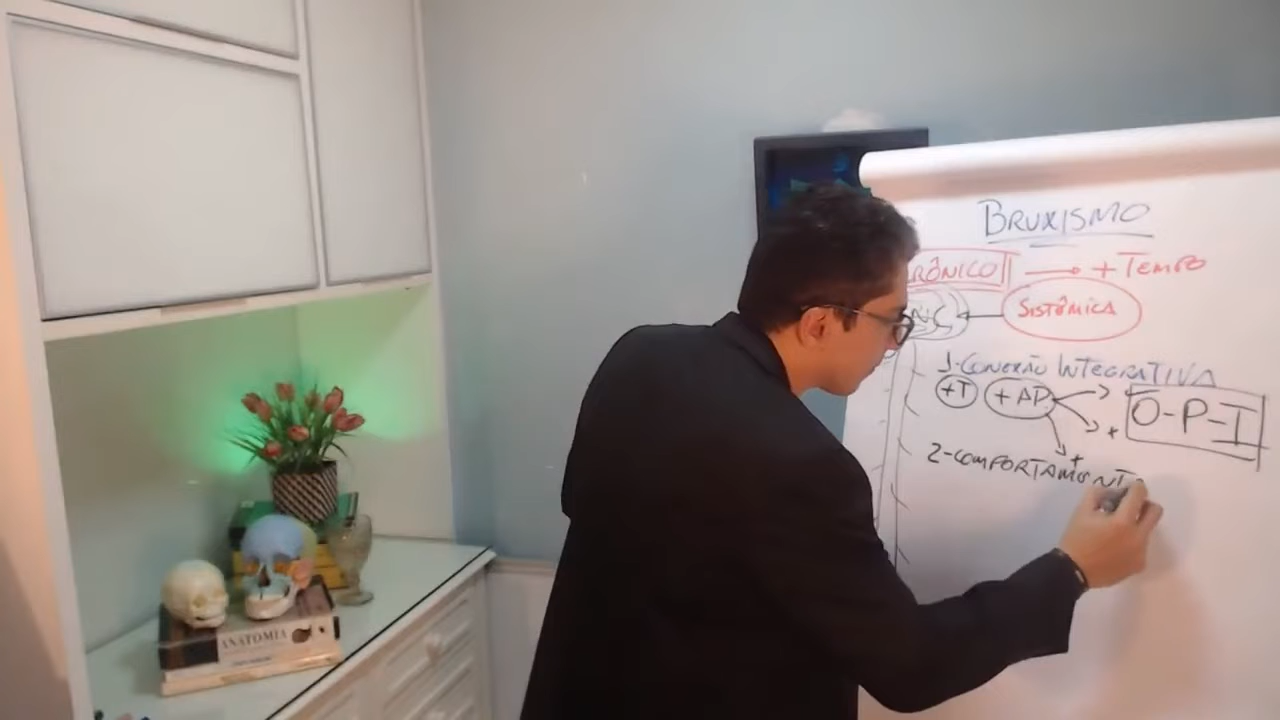 BRUXISMO
RÔNICO → + TEMPO
N.C ← SISTÊMICA
1-CONEXÃO INTEGRATIVA
+T + AP O-P-I
+
+
2-COMPORTAMENTO
ANATOMIA